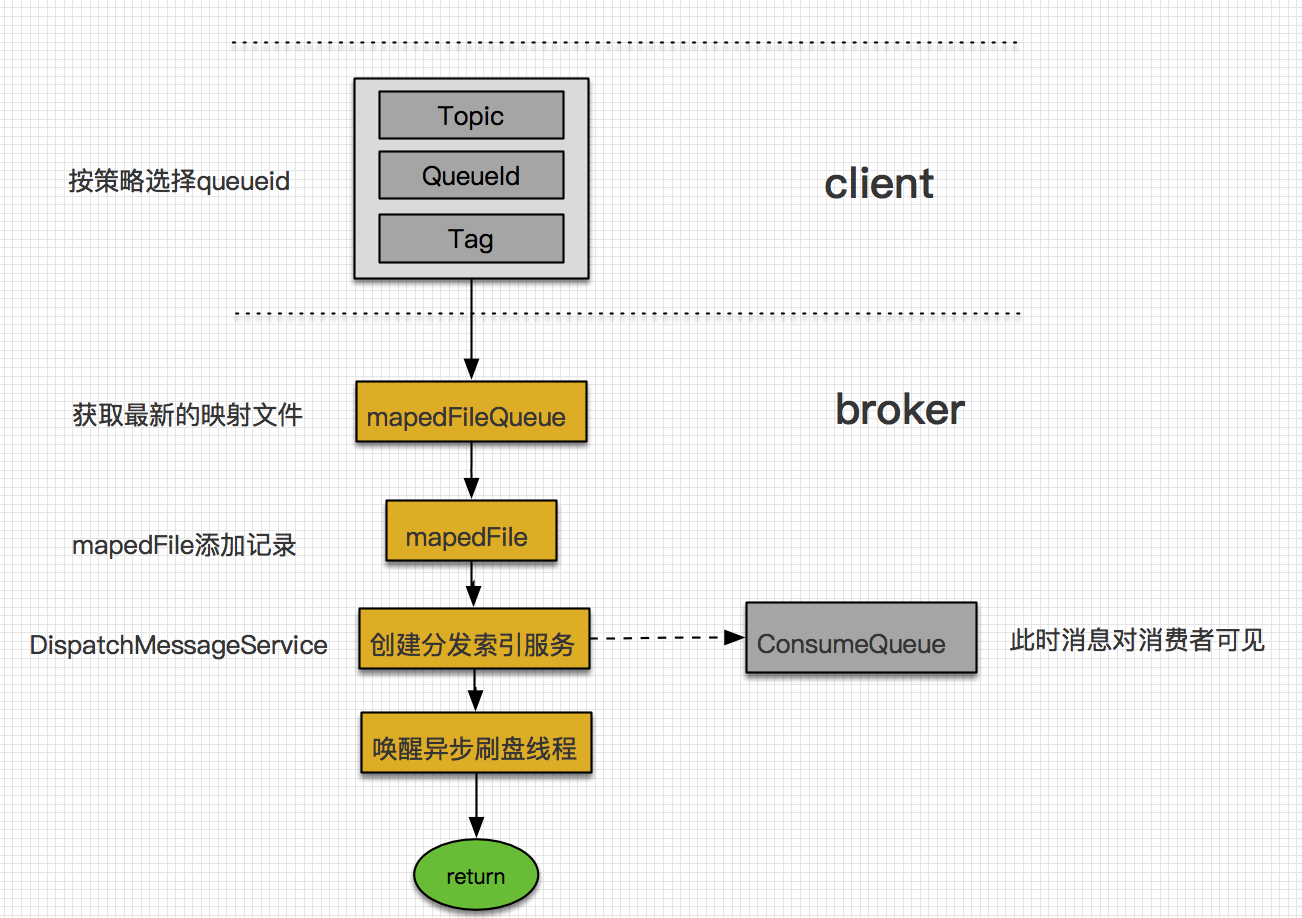 Topic
按策略选择queueid
QueueId
client
Tag
获取最新的映射文件
mapedFileQueue
broker
mapedFile添加记录
mapedFile
DispatchMessageService
创建分发索引服务
ConsumeQueue
此时消息对消费者可见
唤醒异步刷盘线程
return